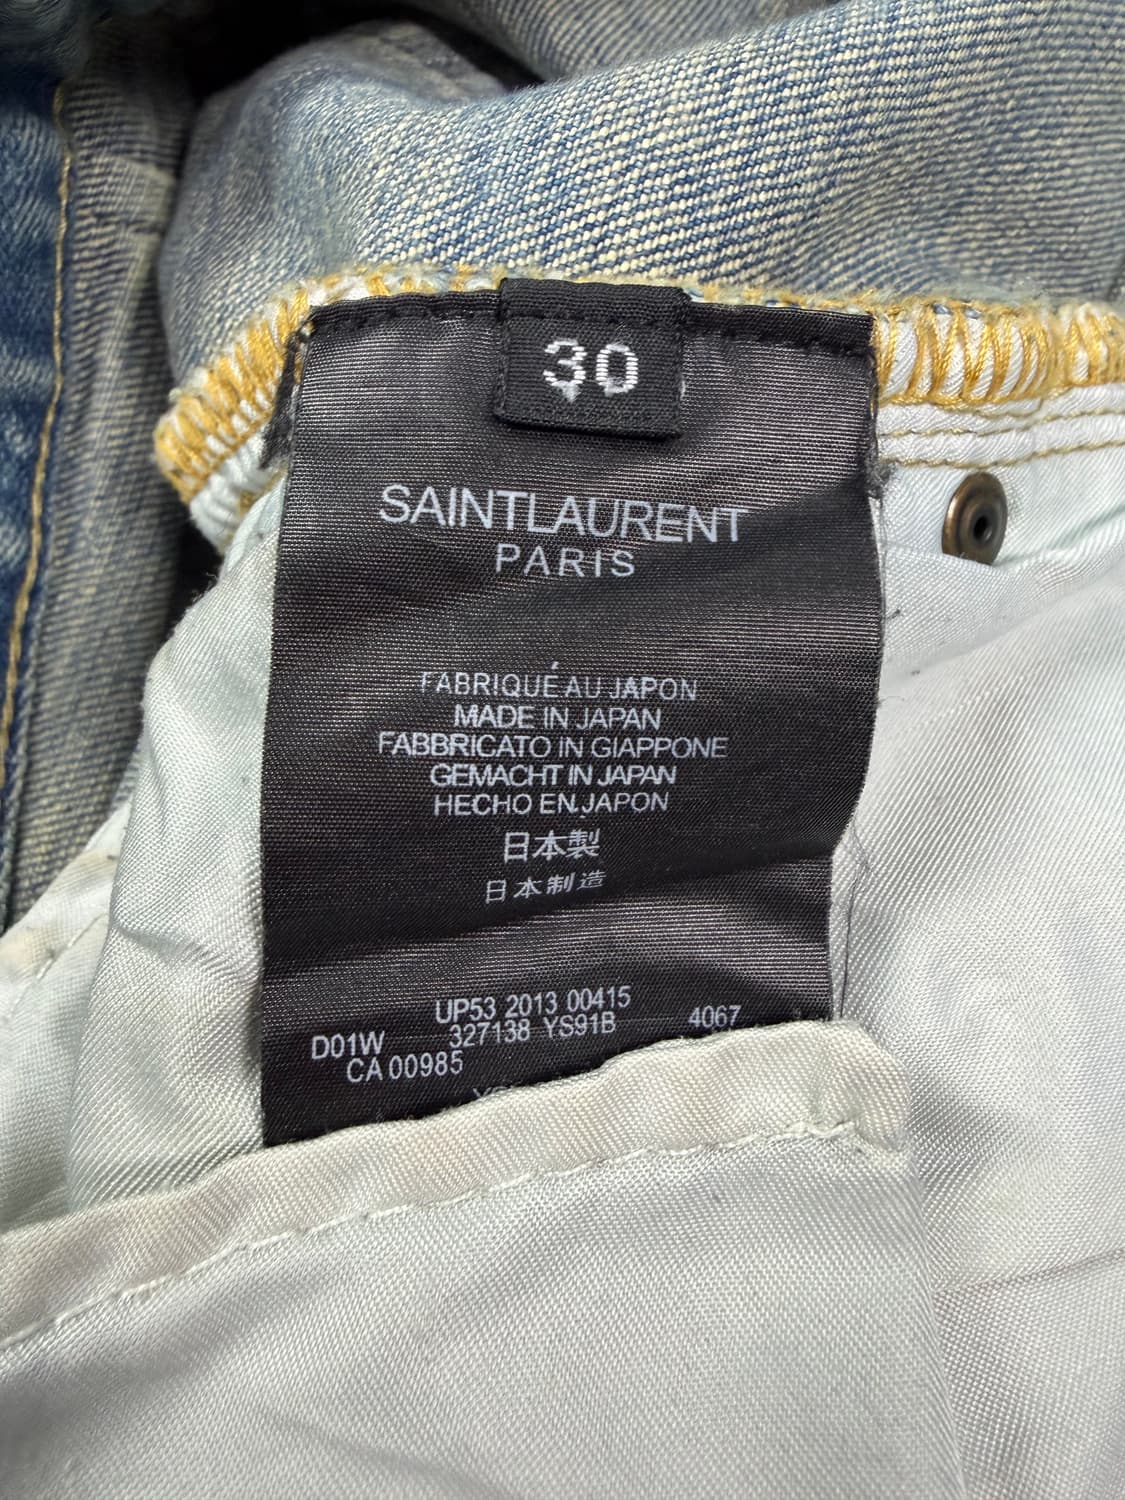 30
SAINTLAURENT
PARIS
FABRIQUÉ AU JAPON
MADE IN JAPAN
FABBRICATO IN GIAPPONE
GEMACHT IN JAPAN
HECHO EN JAPON
日本製
日本制造
UP53 2013 00415
D01W 327138 YS91B 4067
CA 00985